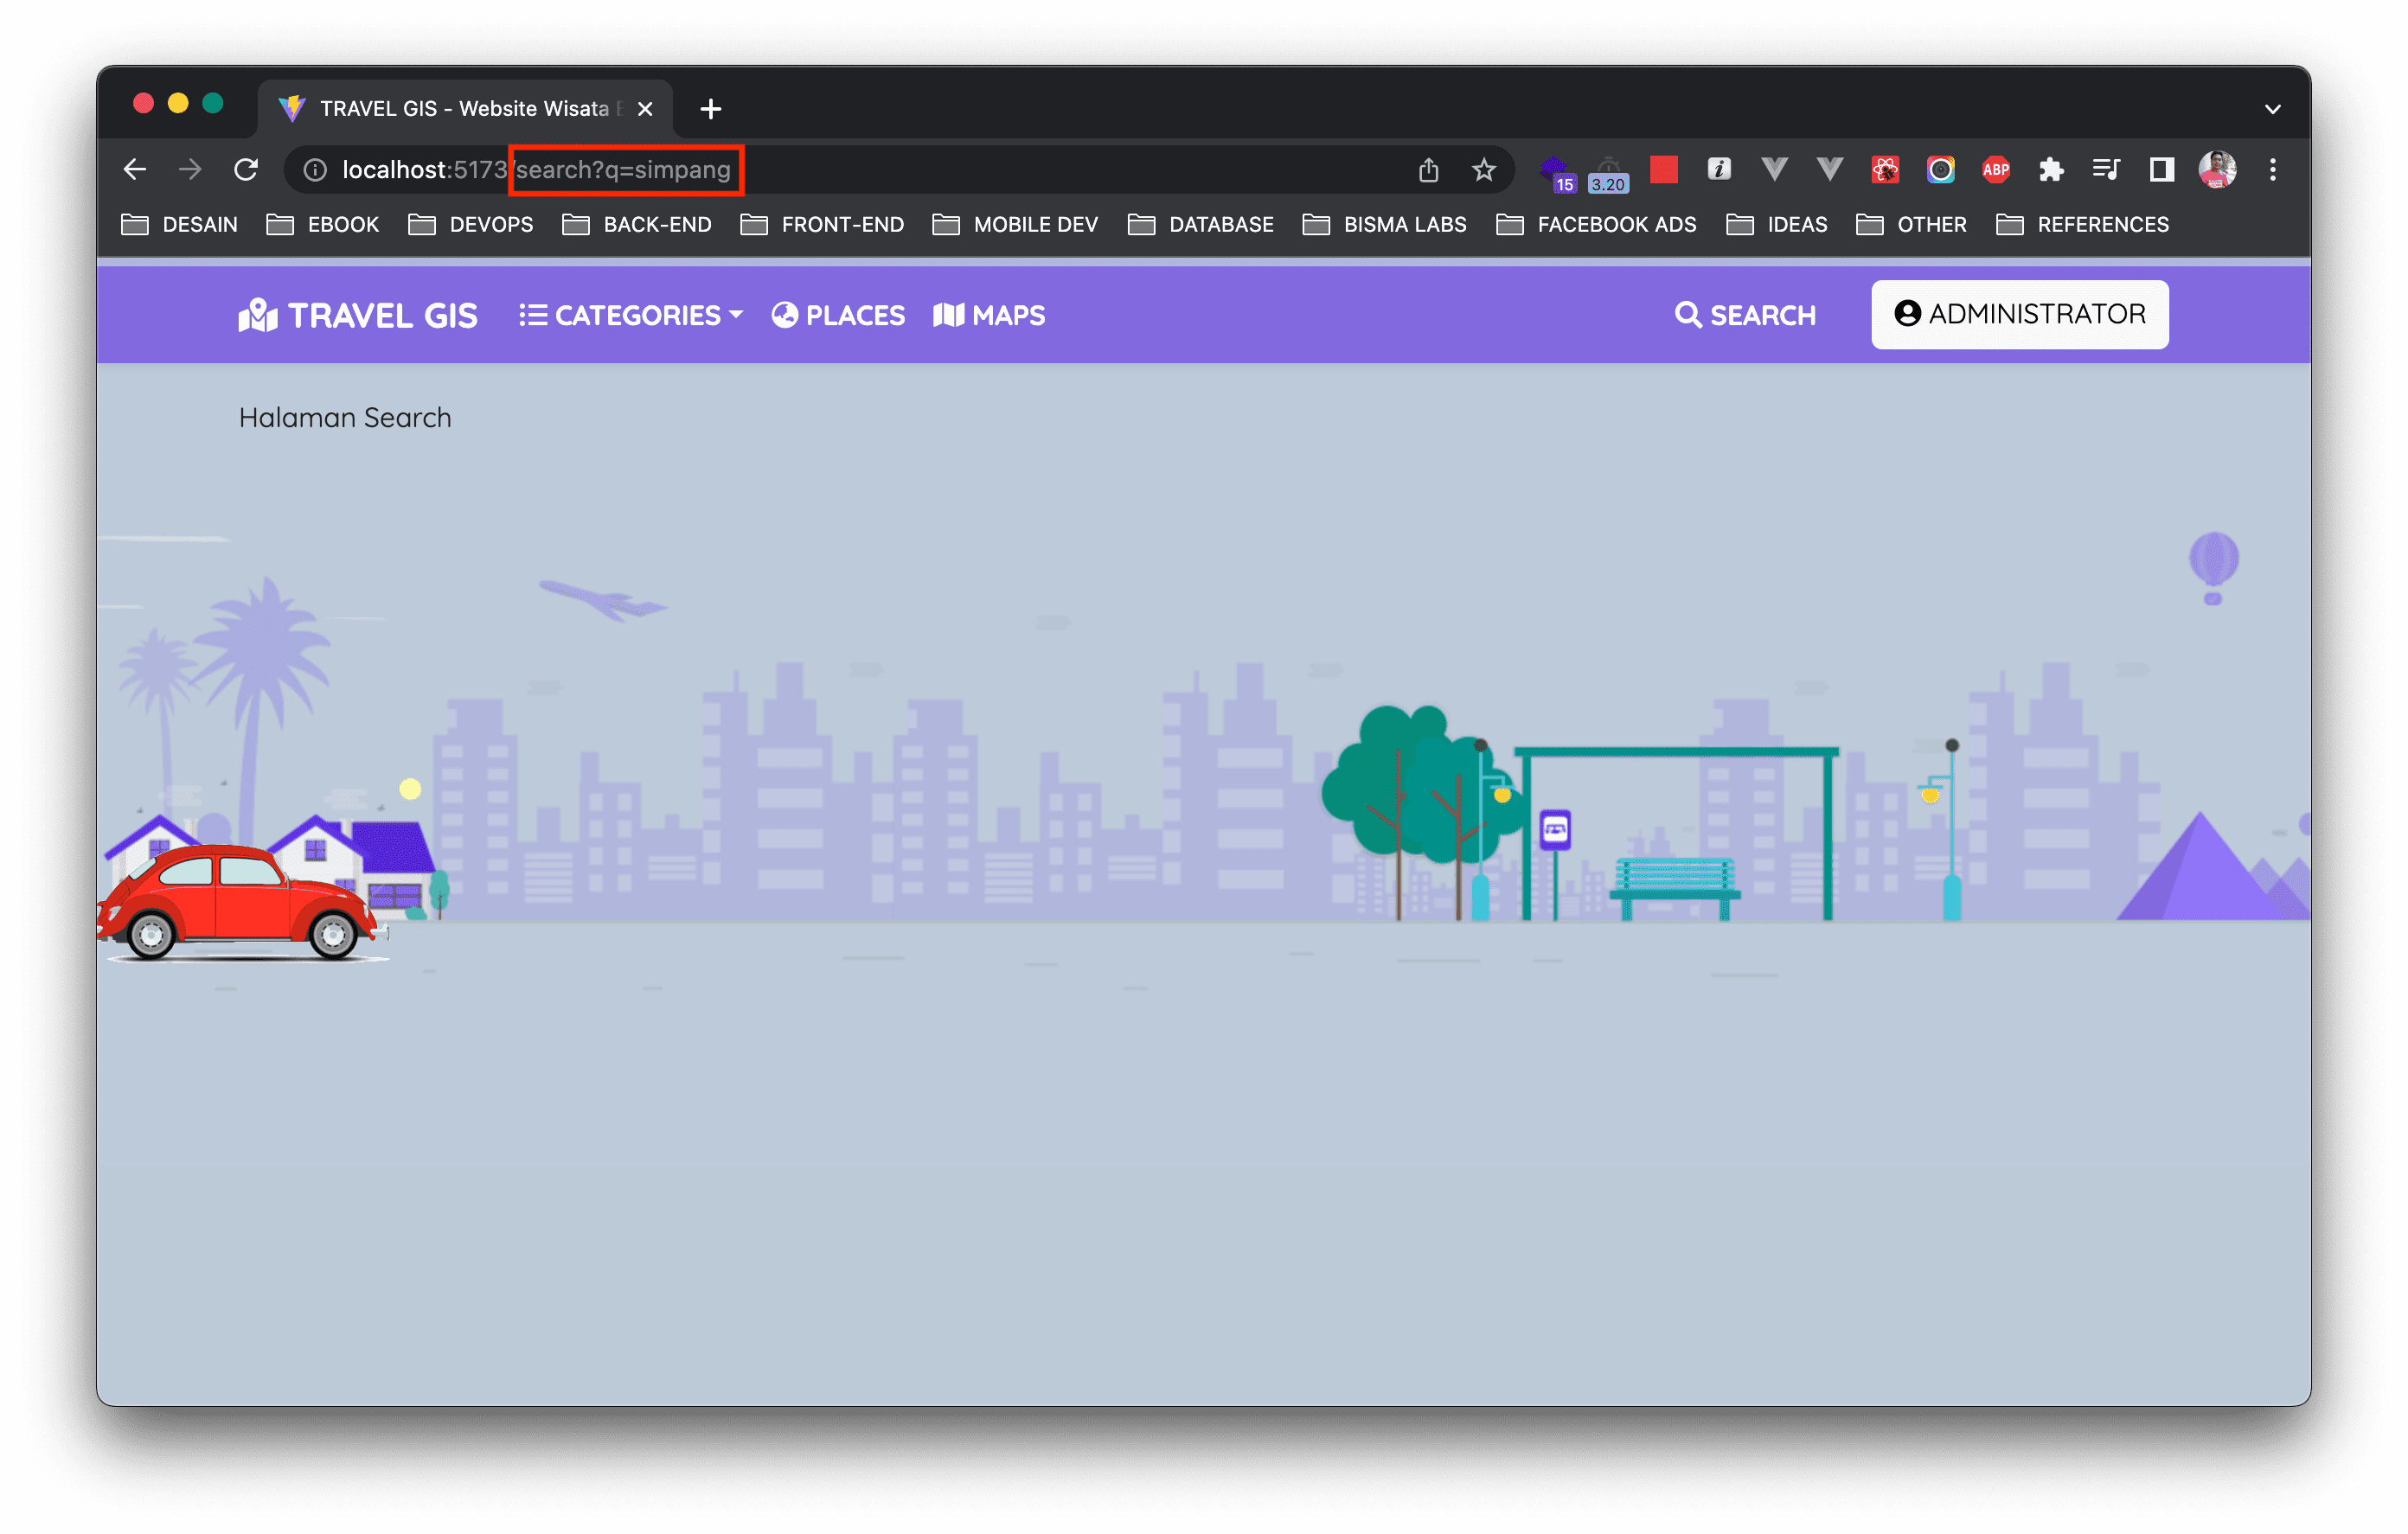 TRAVEL GIS - Website Wisata
localhost:5173/search?q=simpang
15
3.20
ABP
DESAIN EBOOK DEVOPS BACK-END FRONT-END MOBILE DEV DATABASE BISMA LABS FACEBOOK ADS IDEAS OTHER REFERENCES
TRAVEL GIS CATEGORIES PLACES MAPS SEARCH ADMINISTRATOR
Halaman Search